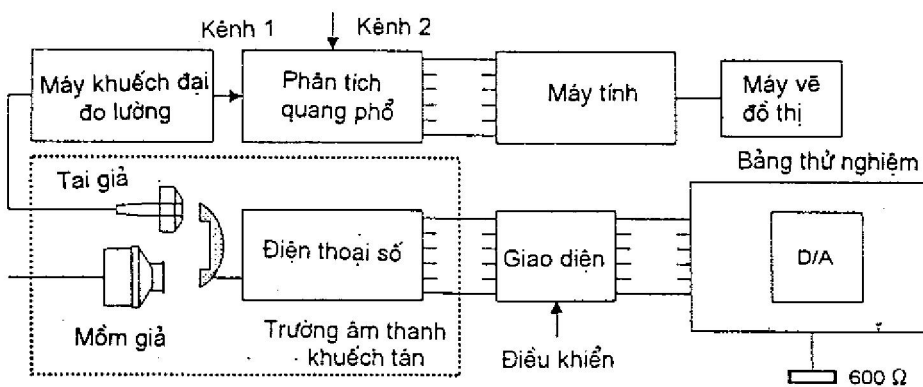 Kênh 1
Kênh 2
Máy khuếch đại
đo lường
Phân tích
quang phổ
Máy tính
Máy vẽ
đồ thị
Bảng thử nghiệm
Tai giả
Điện thoại số
Giao diện
D/A
Mồm giả
Trường âm thanh
khuếch tán
Điều khiển
600 Ω